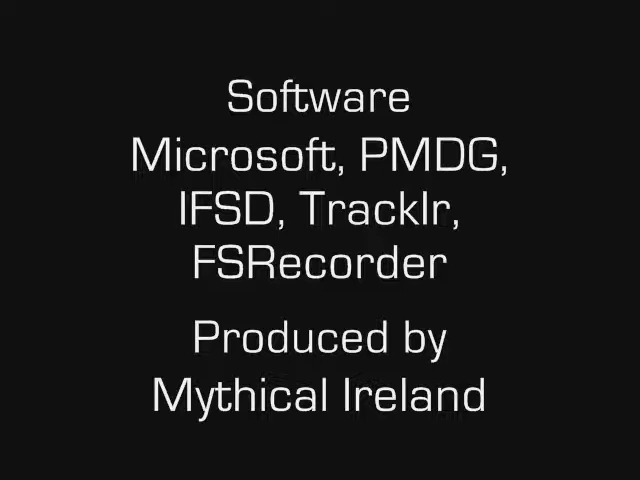 Software
Microsoft, PMDG,
IFSD, TrackIr,
FSRecorder
Produced by
Mythical Ireland